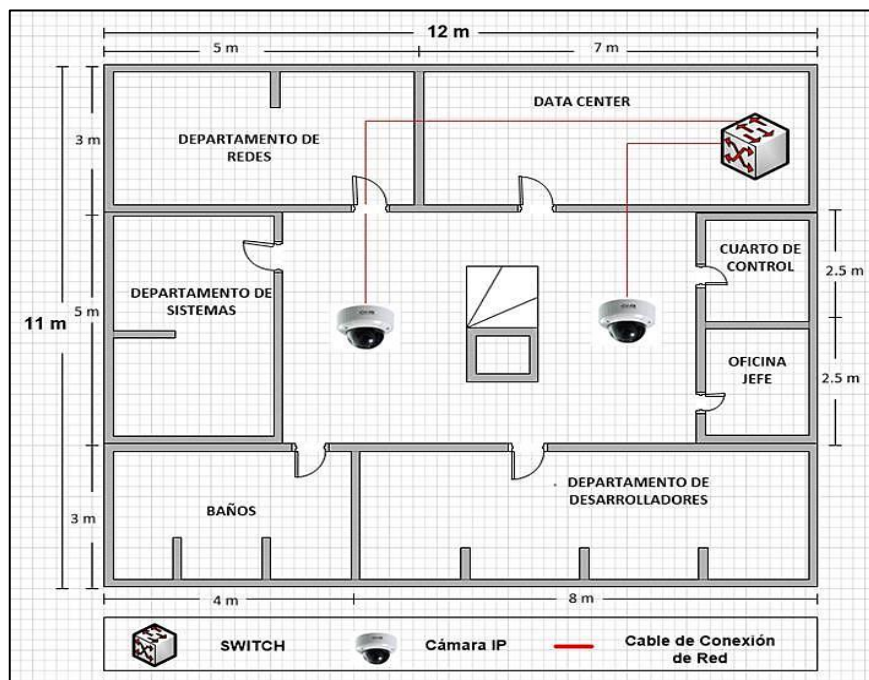 12 m
5 m
7 m
DATA CENTER
3 m
DEPARTAMENTO DE
REDES
CUARTO DE
CONTROL
2.5 m
DEPARTAMENTO DE
SISTEMAS
5 m
11 m
OFICINA
JEFE
2.5 m
DEPARTAMENTO DE
DESARROLLADORES
BAÑOS
3 m
4 m
8 m
SWITCH
Cámara IP
Cable de Conexión
de Red